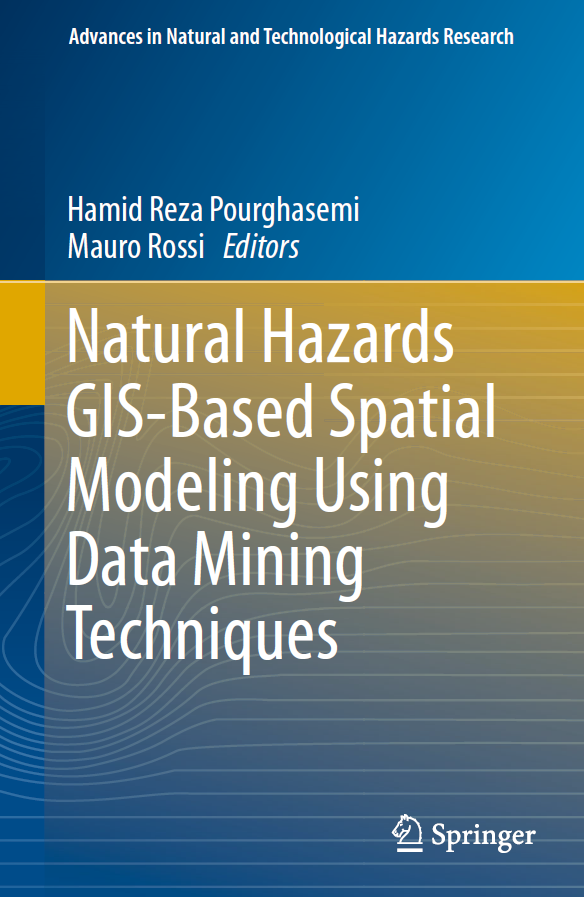 Advances in Natural and Technological Hazards Research
Hamid Reza Pourghasemi
Mauro Rossi Editors
Natural Hazards
GIS-Based Spatial
Modeling Using
Data Mining
Techniques
Springer